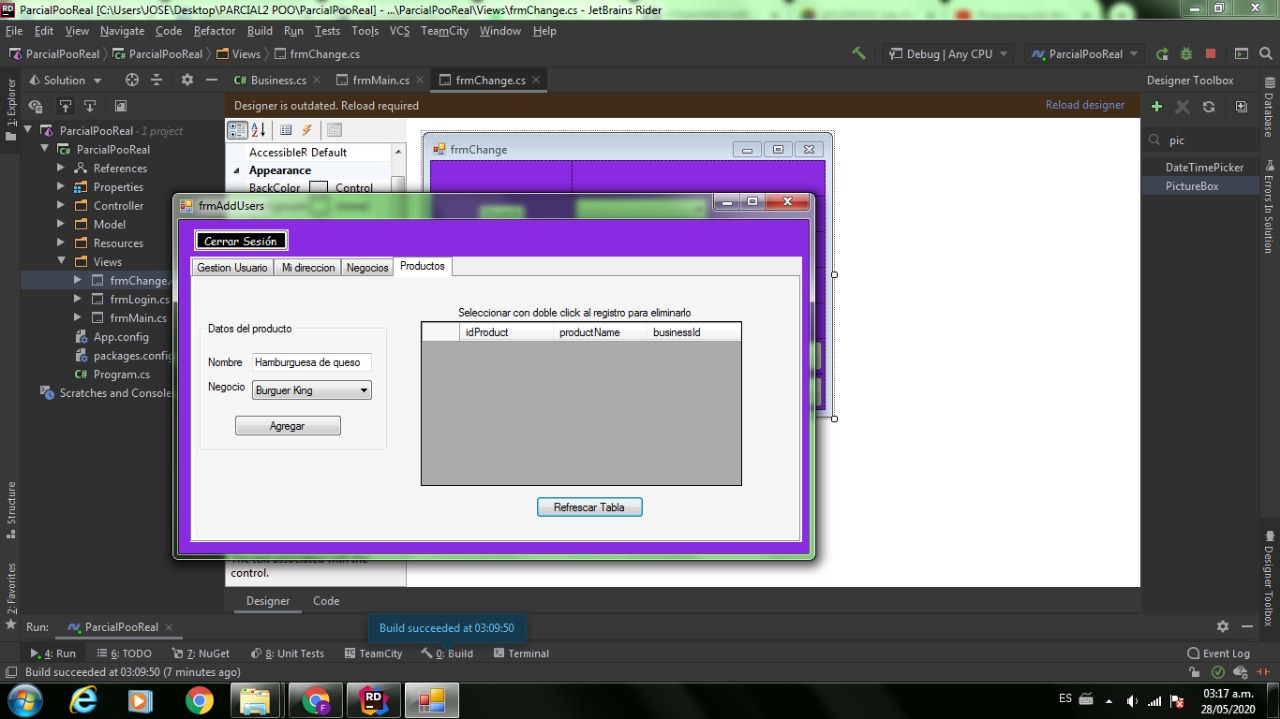 ParcialPooReal [C:\Users\JOSE\Desktop\PARCIAL2 POO\ParcialPooReal] - ...\ParcialPooReal\Views\frmChange.cs - JetBrains Rider
File Edit View Navigate Code Refactor Build Run Tests Tools VCS TeamCity Window Help
ParcialPooReal ParcialPooReal Views frmChange.cs
Debug | Any CPU ParcialPooReal
Solution
C# Business.cs frmMain.cs frmChange.cs
Designer Toolbox
Designer is outdated. Reload required Reload designer
1: Explorer
Database
Errors In Solution
Designer Toolbox
Structure
2: Favorites
pic
DateTimePicker
PictureBox
ParcialPooReal · 1 project
ParcialPooReal
References
Properties
Controller
Model
Resources
Views
frmChange.
frmLogin.cs
frmMain.cs
App.config
packages.config
C# Program.cs
Scratches and Console
AccessibleR Default
Appearance
BackColor Control
frmChange
frmAddUsers
Cerrar Sesión
Gestion Usuario Mi direccion Negocios Productos
Seleccionar con doble click al registro para eliminarlo
Datos del producto
idProduct productName businessId
Nombre Hamburguesa de queso
Negocio Burguer King
Agregar
Refrescar Tabla
The text associated with the
control.
Designer Code
Run: ParcialPooReal
Build succeeded at 03:09:50
4: Run 6: TODO 7: NuGet 8: Unit Tests TeamCity 0: Build Terminal Event Log
Build succeeded at 03:09:50 (7 minutes ago)
ES
03:17 a.m.
28/05/2020